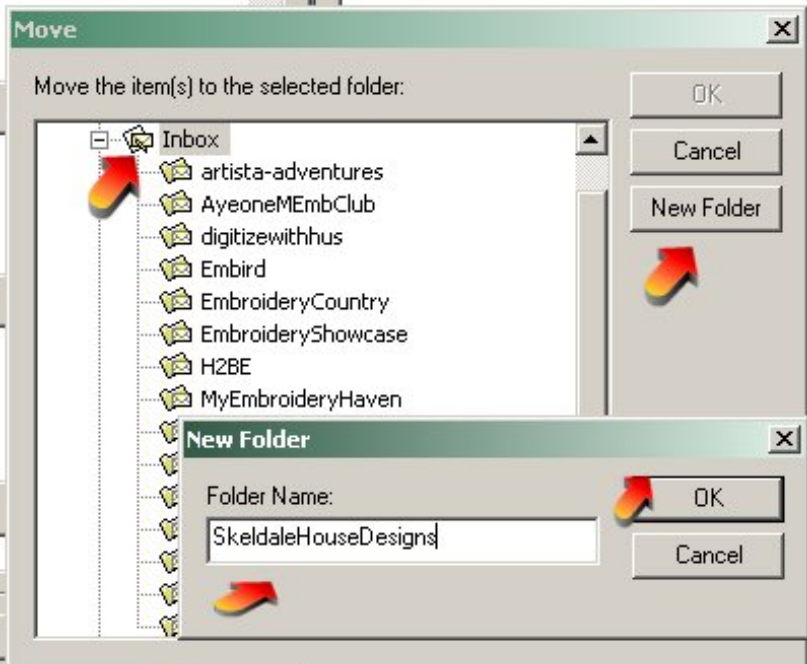 Move
Move the item(s) to the selected folder:
OK
Cancel
New Folder
Inbox
artista-adventures
AyeoneMEmbClub
digitizewithhus
Embird
EmbroideryCountry
EmbroideryShowcase
H2BE
MyEmbroideryHaven
New Folder
Folder Name:
SkeldaleHouseDesigns
OK
Cancel